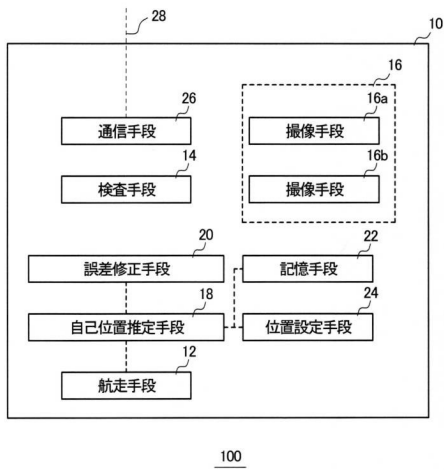 28
10
16
26
16a
通信手段
撮像手段
14
16b
検査手段
撮像手段
20
22
誤差修正手段
記憶手段
18
24
自己位置推定手段
位置設定手段
12
航走手段
100